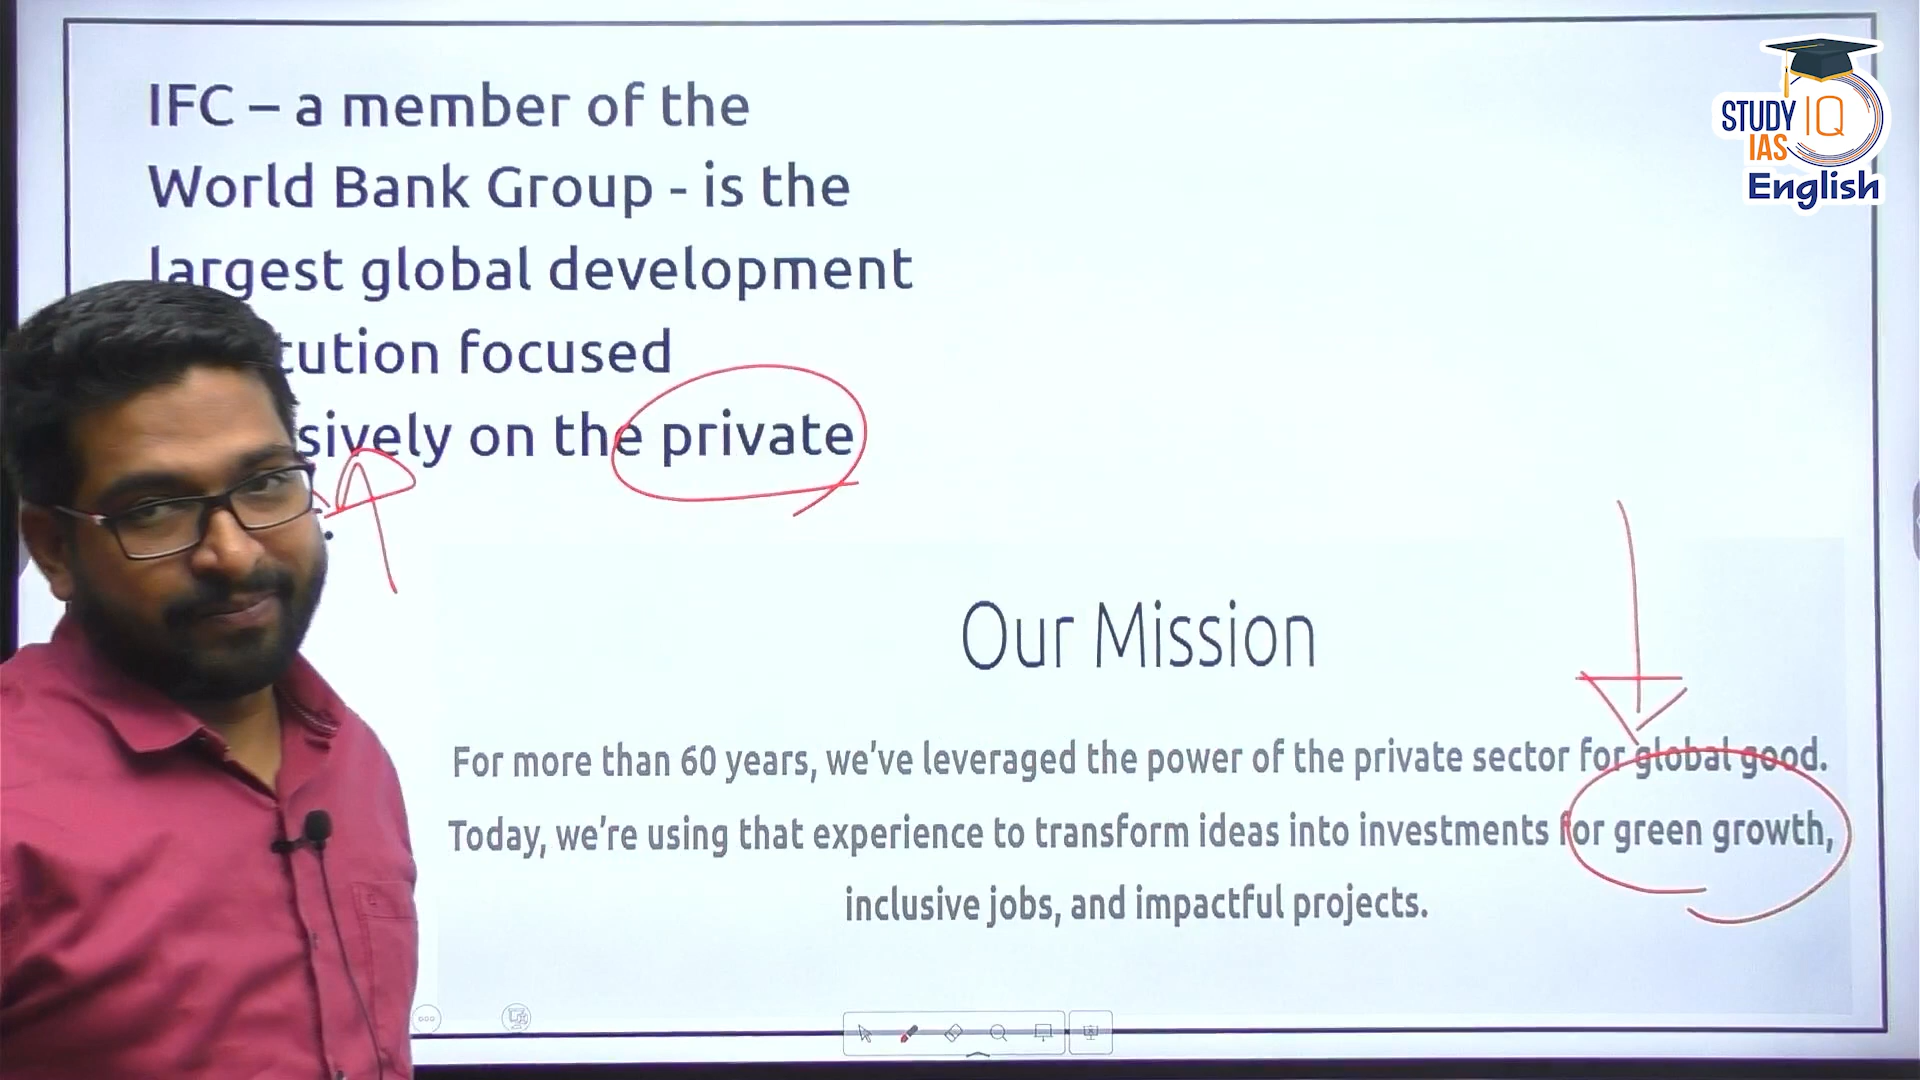 IFC – a member of the
World Bank Group - is the
largest global development
tution focused
sively on the private
Our Mission
For more than 60 years, we've leveraged the power of the private sector for global good.
Today, we're using that experience to transform ideas into investments for green growth,
inclusive jobs, and impactful projects.
STUDY IQ
IAS
English